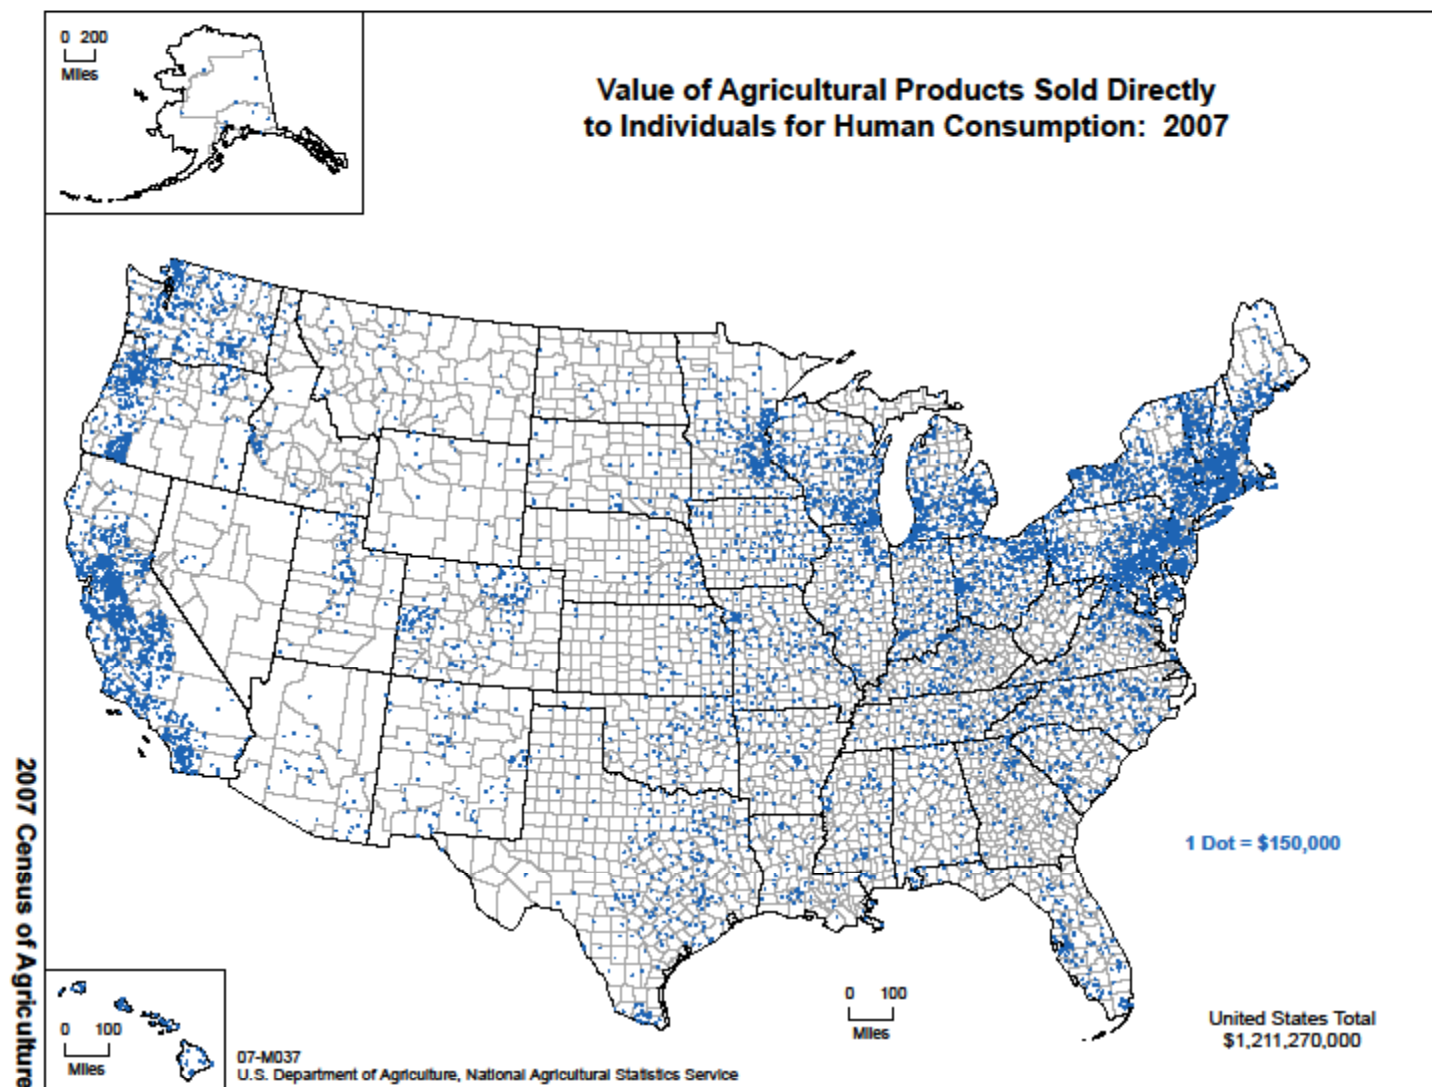 0 200
Miles
Value of Agricultural Products Sold Directly
to Individuals for Human Consumption: 2007
1 Dot = $150,000
2007 Census of Agriculture
0 100
Miles
United States Total
$1,211,270,000
0 100
Miles
07-M037
U.S. Department of Agriculture, National Agricultural Statistics Service